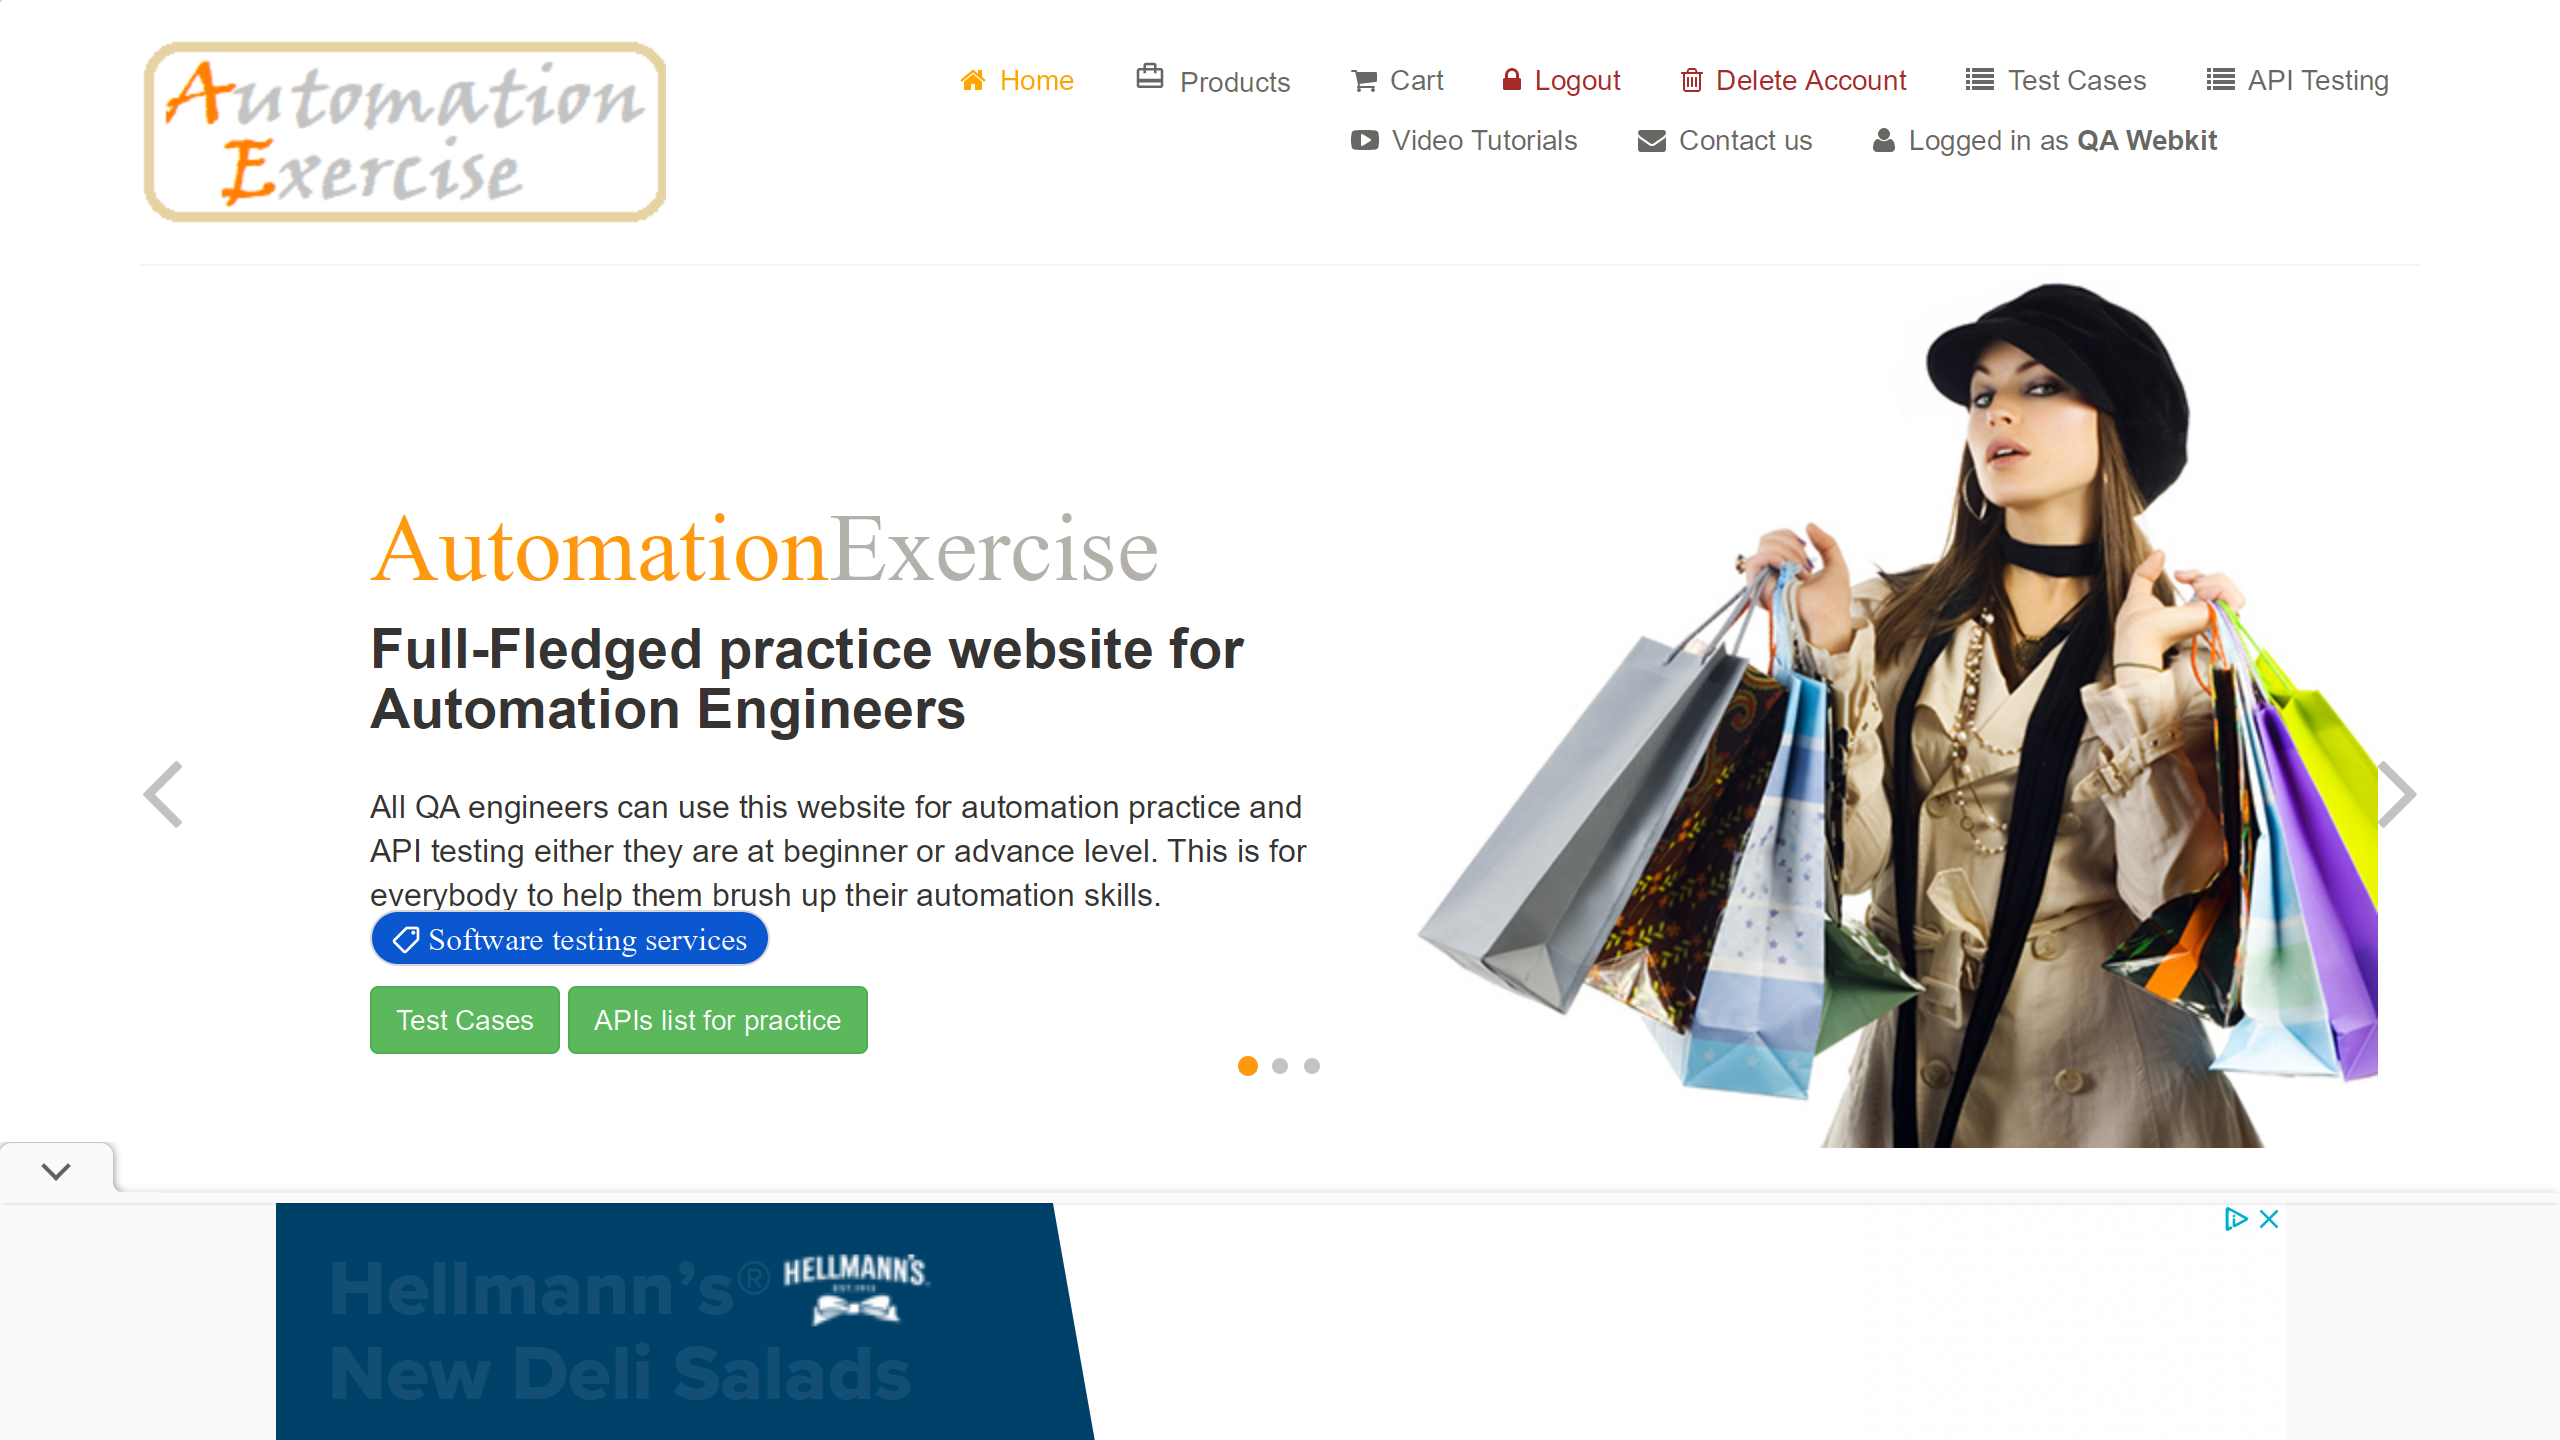 Automation
Exercise
Home
Products
Cart
Logout
Delete Account
Test Cases
API Testing
Video Tutorials
Contact us
Logged in as QA Webkit
AutomationExercise
Full-Fledged practice website for
Automation Engineers
All QA engineers can use this website for automation practice and
API testing either they are at beginner or advance level. This is for
everybody to help them brush up their automation skills.
Software testing services
Test Cases
APIs list for practice
Hellmann's®
New Deli Salads
HELLMANN'S
EST. 1913